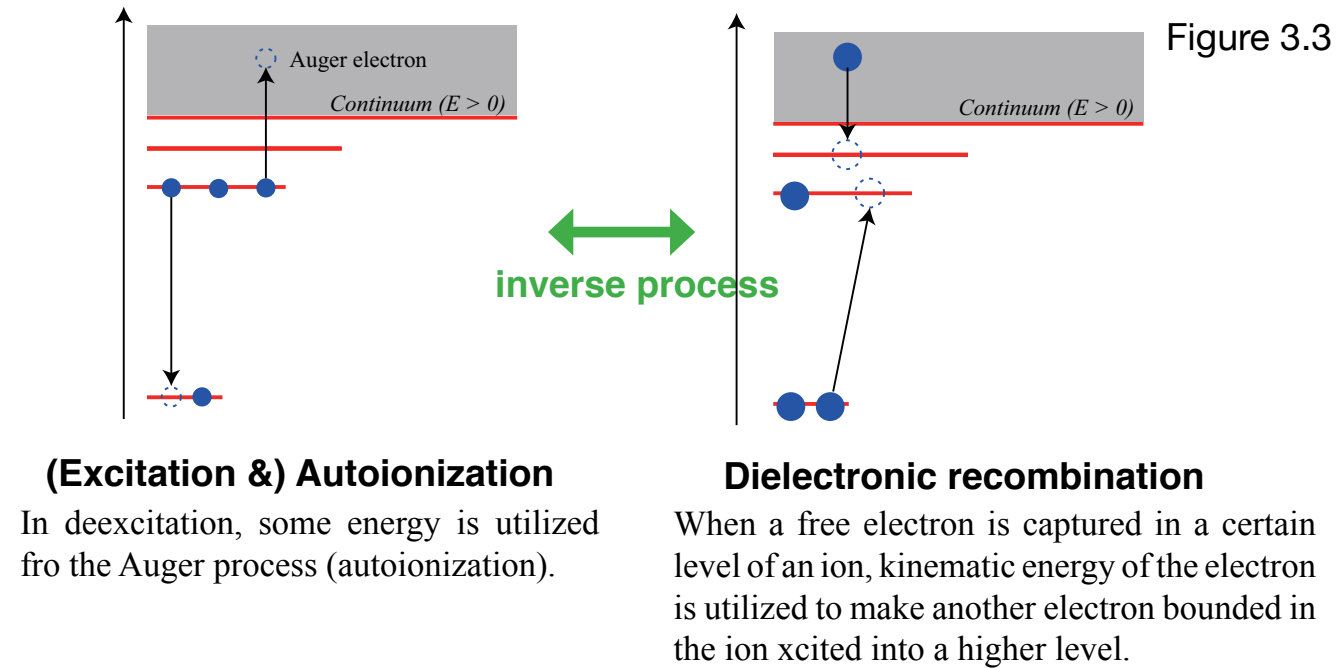 Figure 3.3
Auger electron
Continuum (E > 0)
Continuum (E > 0)
inverse process
(Excitation &) Autoionization
In deexcitation, some energy is utilized
fro the Auger process (autoionization).
Dielectronic recombination
When a free electron is captured in a certain
level of an ion, kinematic energy of the electron
is utilized to make another electron bounded in
the ion xcited into a higher level.